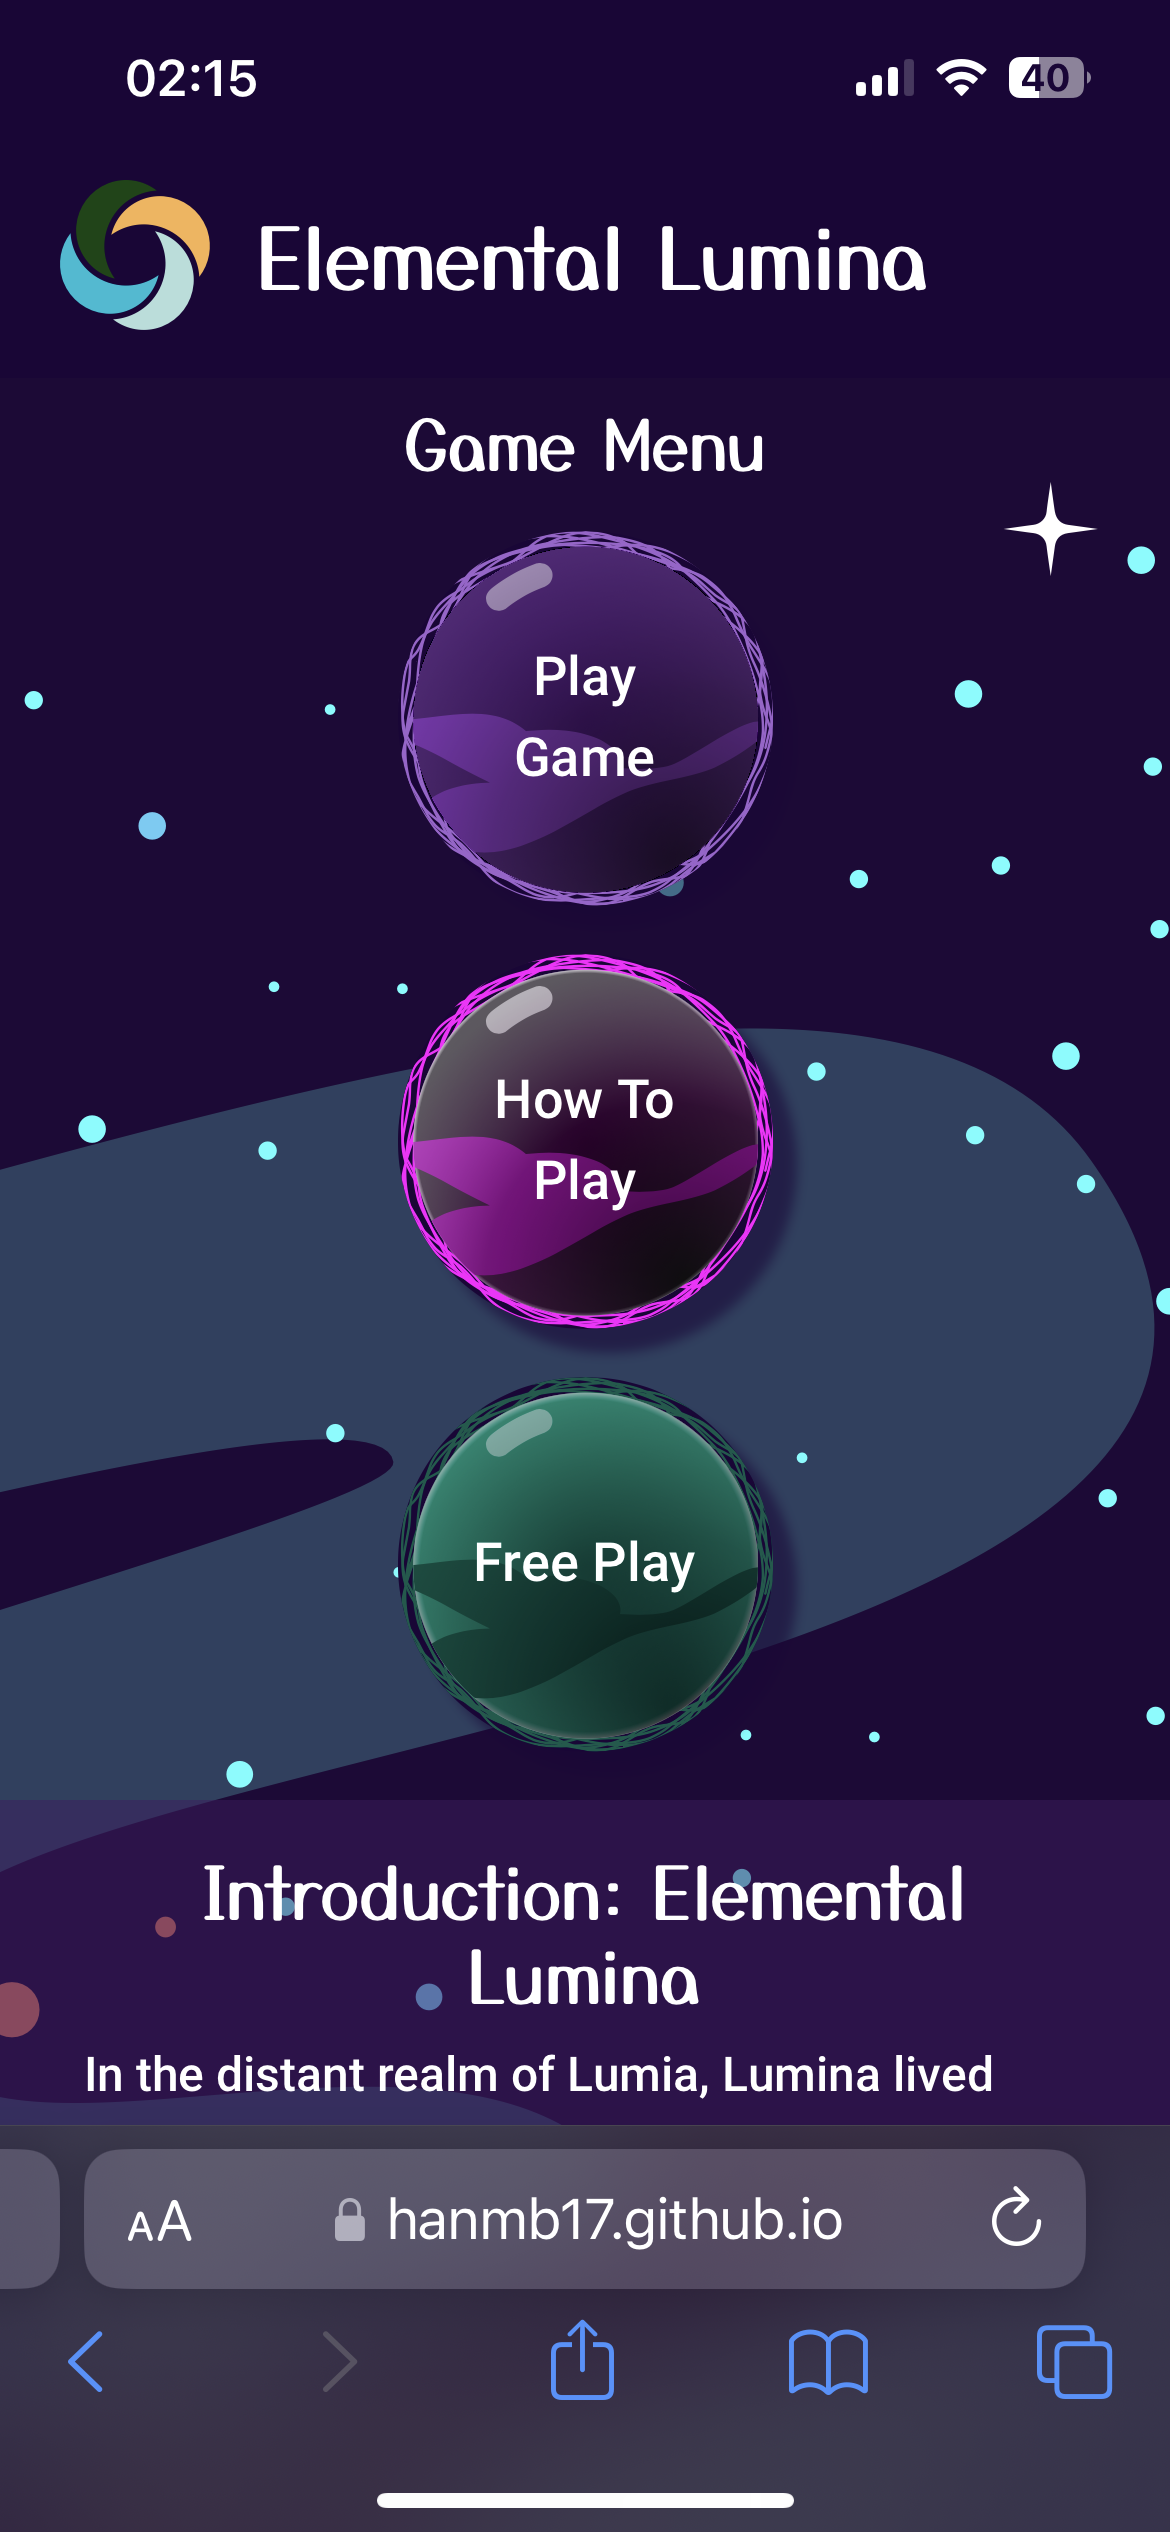 02:15
40
Elemental Lumina
Game Menu
Play
Game
How To
Play
Free Play
Introduction: Elemental
Lumina
In the distant realm of Lumia, Lumina lived
AA
hanmb17.github.io